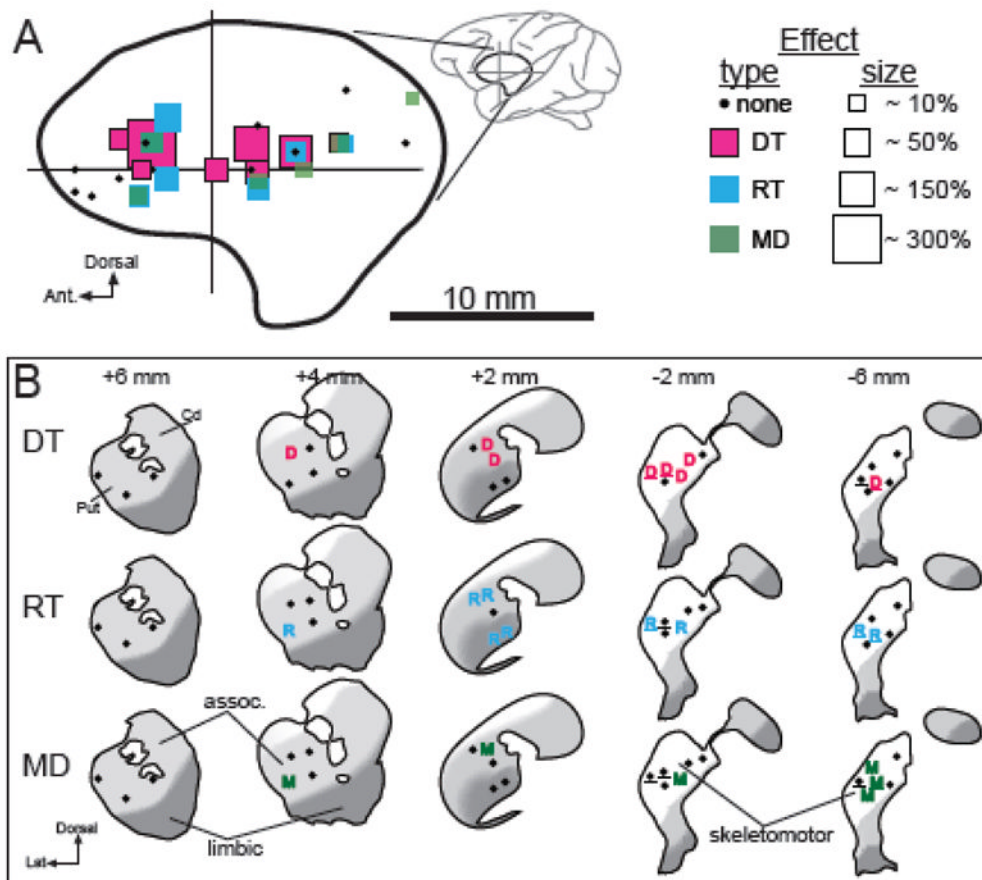 A
Effect
type size
none ~ 10%
DT ~ 50%
RT ~ 150%
MD ~ 300%
Dorsal
Ant.
10 mm
B
+6 mm +4 mm +2 mm -2 mm -6 mm
DT
Cd
Put
D
D
D
D D D D
D
RT
R
R R
R R
R R
R R
MD
assoc.
M
M
M
M
M
M
limbic
skeletomotor
Dorsal
Lat